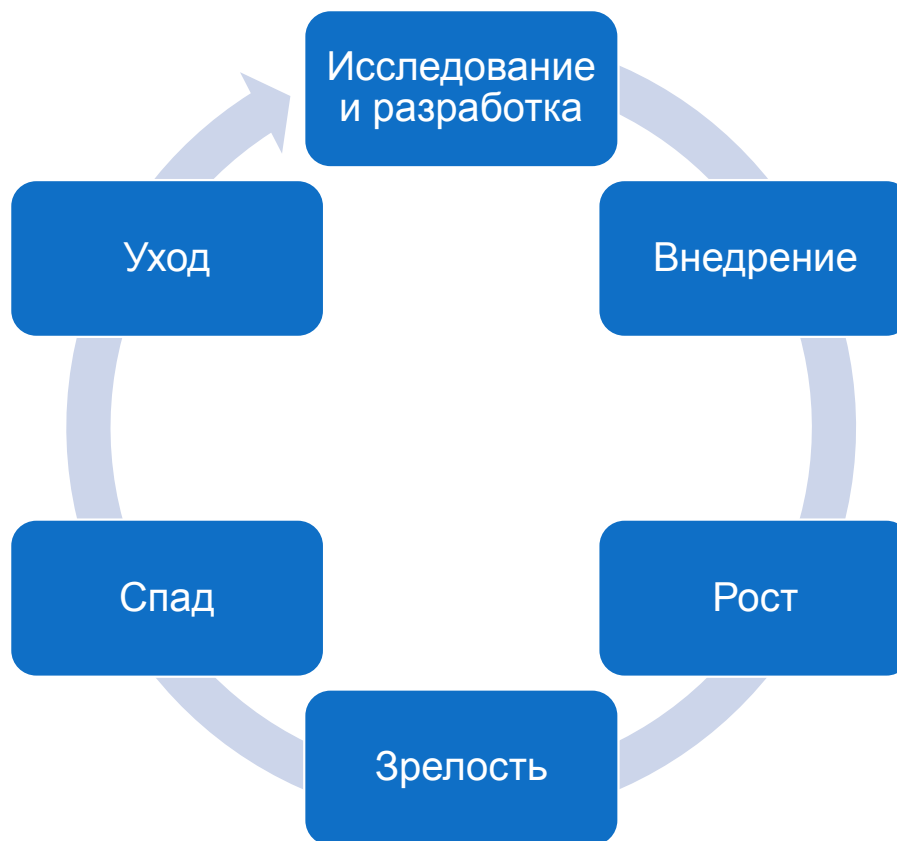 Исследование
и разработка
Внедрение
Рост
Зрелость
Спад
Уход